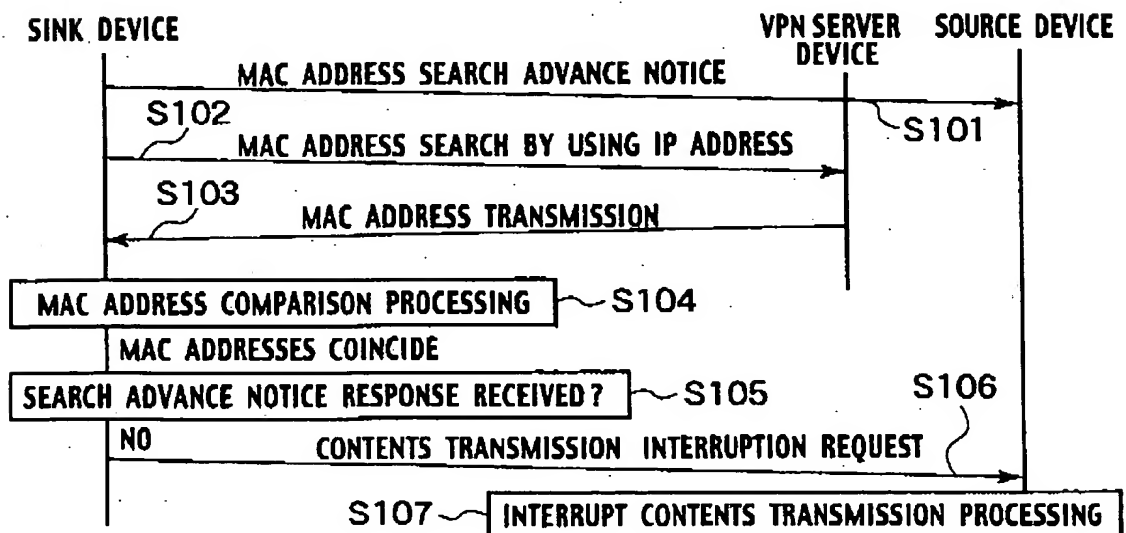 SINK DEVICE
VPN SERVER
DEVICE
SOURCE DEVICE
MAC ADDRESS SEARCH ADVANCE NOTICE
S101
S102
MAC ADDRESS SEARCH BY USING IP ADDRESS
S103
MAC ADDRESS TRANSMISSION
MAC ADDRESS COMPARISON PROCESSING
S104
MAC ADDRESSES COINCIDE
SEARCH ADVANCE NOTICE RESPONSE RECEIVED?
S105
S106
NO
CONTENTS TRANSMISSION INTERRUPTION REQUEST
S107
INTERRUPT CONTENTS TRANSMISSION PROCESSING